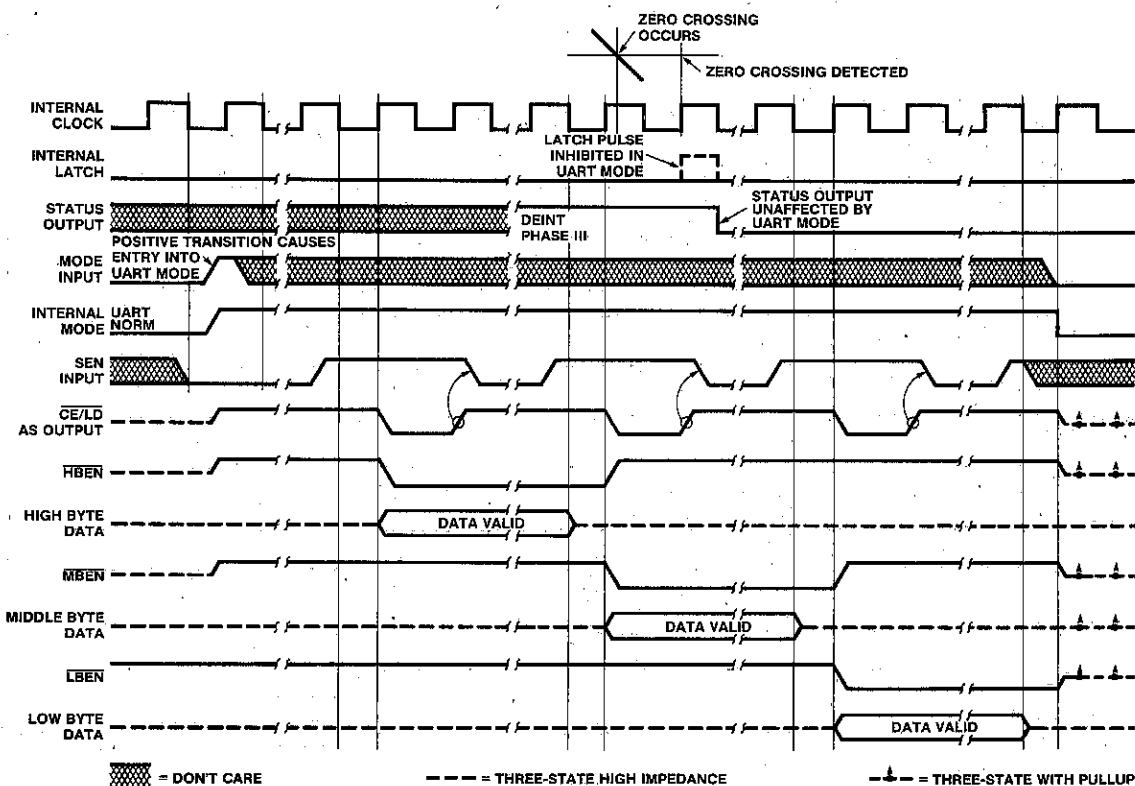 ZERO CROSSING
OCCURS
ZERO CROSSING DETECTED
INTERNAL
CLOCK
LATCH PULSE
INHIBITED IN
UART MODE
INTERNAL
LATCH
STATUS
OUTPUT
DEINT
PHASE III
STATUS OUTPUT
UNAFFECTED BY
UART MODE
POSITIVE TRANSITION CAUSES
ENTRY INTO
UART MODE
MODE
INPUT
INTERNAL UART
MODE NORM
SEN
INPUT
CE/LD
AS OUTPUT
HBEN
HIGH BYTE
DATA
DATA VALID
MBEN
MIDDLE BYTE
DATA
DATA VALID
LBEN
LOW BYTE
DATA
DATA VALID
= DON'T CARE
= THREE-STATE HIGH IMPEDANCE
= THREE-STATE WITH PULLUP